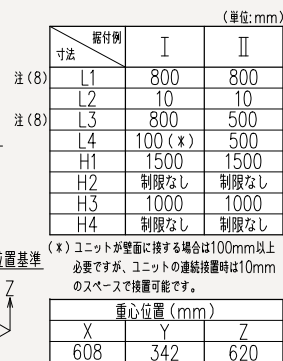 (単位:mm)
寸法 据付例 I II
注(8) L1 800 800
L2 10 10
注(8) L3 800 500
L4 100(*) 500
H1 1500 1500
H2 制限なし 制限なし
H3 1000 1000
H4 制限なし 制限なし
(*)ユニットが壁面に接する場合は100mm以上
必要ですが、ユニットの連続接置時は10mm
のスペースで接置可能です。
位置基準
Z
重心位置(mm)
X Y Z
608 342 620